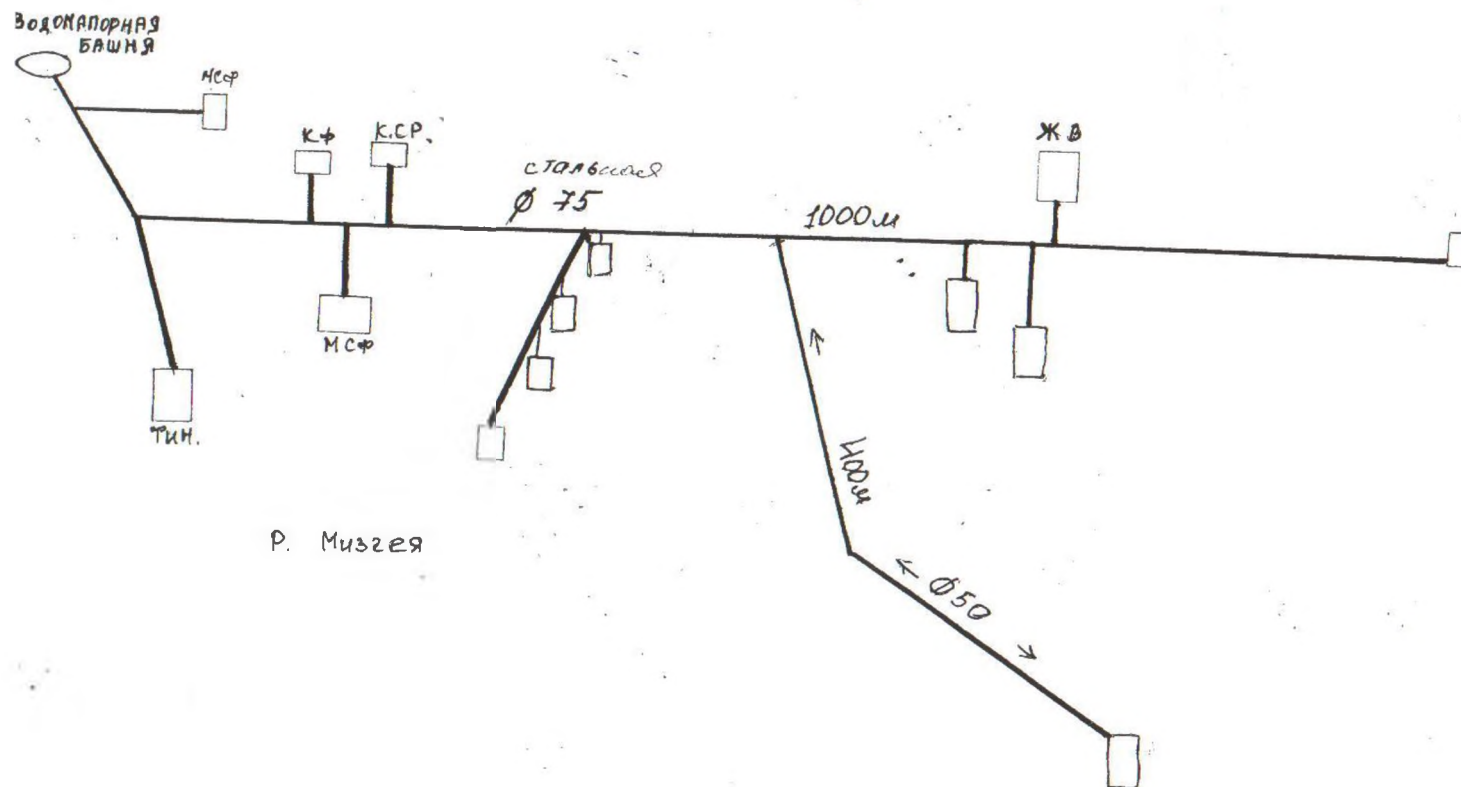 ВОДОНАПОРНАЯ
БАШНЯ
МСФ
КФ
К.СР.
ЖВ
стальная
Ø 75
1000м
МСФ
ТИН.
400м
Р. Мизгея
Ø50